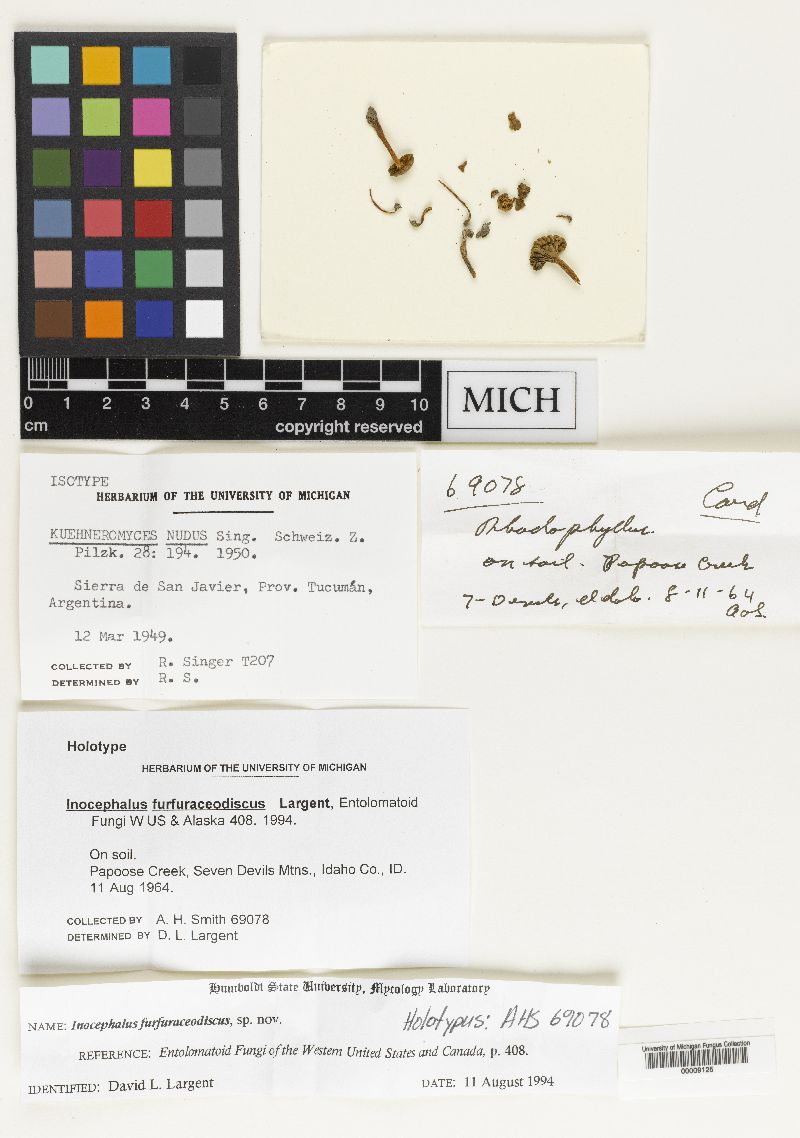 0 1 2 3 4 5 6 7 8 9 10
cm copyright reserved
MICH
ISOTYPE
HERBARIUM OF THE UNIVERSITY OF MICHIGAN
KUEHNEROMYCES NUDUS Sing. Schweiz. Z.
Pilzk. 28: 194. 1950.
Sierra de San Javier, Prov. Tucumán,
Argentina.
12 Mar 1949.
COLLECTED BY R. Singer T207
DETERMINED BY R. S.
69078
Card
Rhodophyllus
on soil. Papoose Creek
7-Devils, 8-11-64
Holotype
HERBARIUM OF THE UNIVERSITY OF MICHIGAN
Inocephalus furfuraceodiscus Largent, Entolomatoid
Fungi W US & Alaska 408. 1994.
On soil.
Papoose Creek, Seven Devils Mtns., Idaho Co., ID.
11 Aug 1964.
COLLECTED BY A. H. Smith 69078
DETERMINED BY D. L. Largent
Humboldt State University, Mycology Laboratory
NAME: Inocephalus furfuraceodiscus, sp. nov.
Holotypus: AHS 69078
REFERENCE: Entolomatoid Fungi of the Western United States and Canada, p. 408.
IDENTIFIED: David L. Largent DATE: 11 August 1994
University of Michigan Fungus Collection
00009125